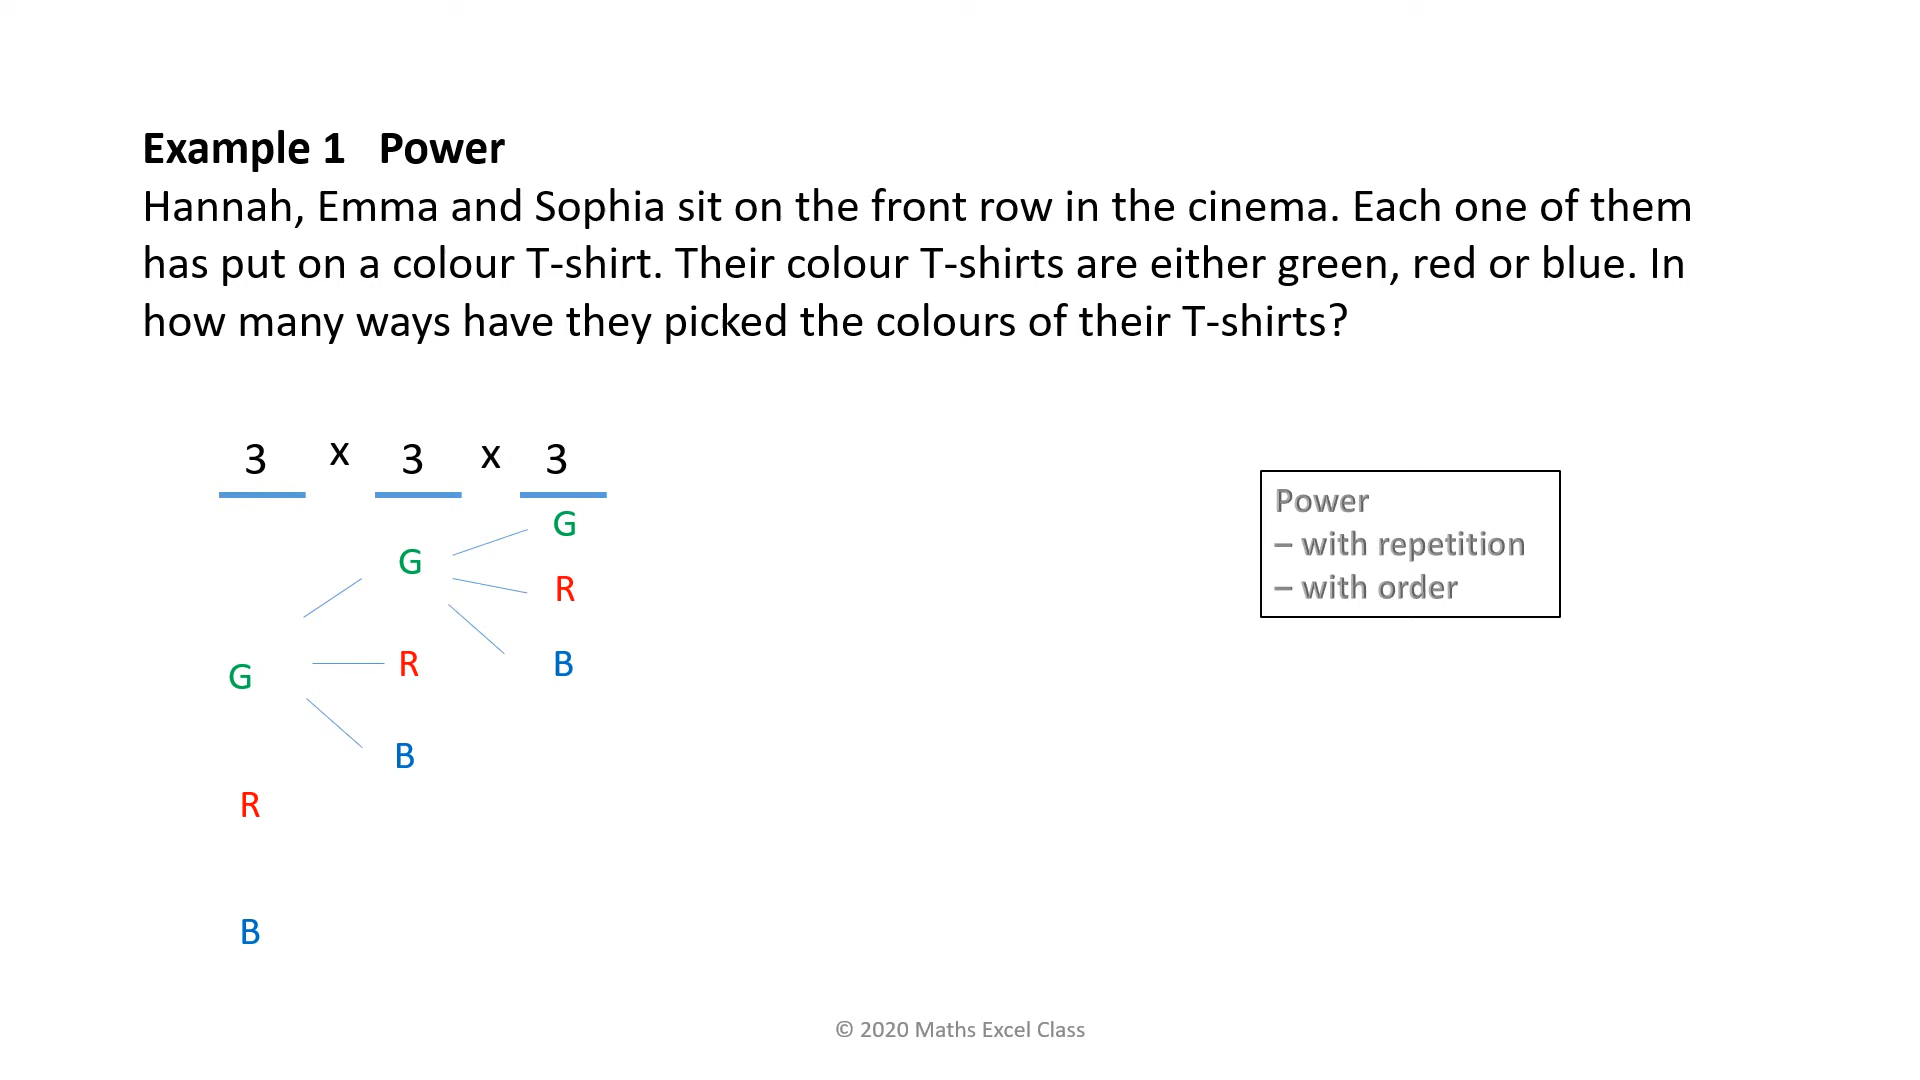 Example 1 Power
Hannah, Emma and Sophia sit on the front row in the cinema. Each one of them
has put on a colour T-shirt. Their colour T-shirts are either green, red or blue. In
how many ways have they picked the colours of their T-shirts?
3 x 3 x 3
G
G
R
R
B
G
B
R
B
Power
– with repetition
– with order
© 2020 Maths Excel Class